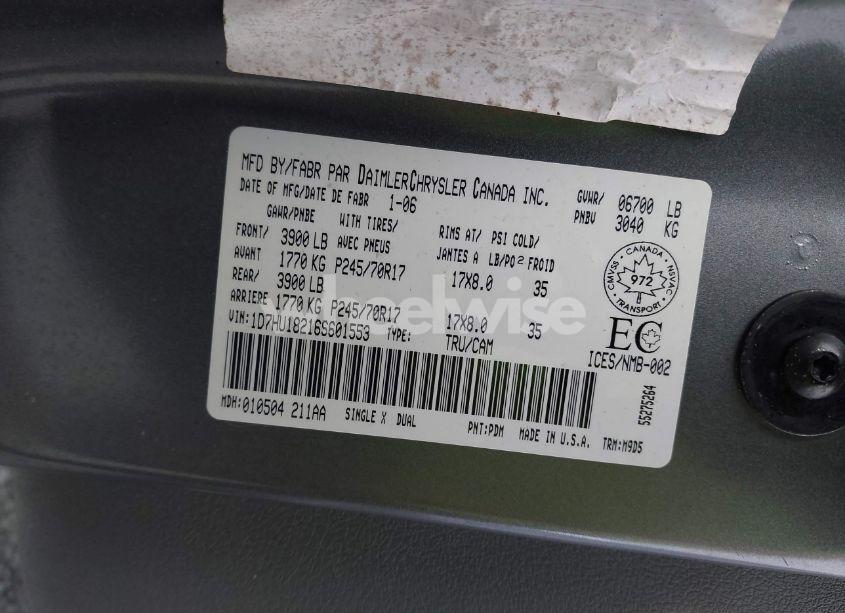 MFD BY/FABR PAR DAIMLERCHRYSLER CANADA INC.
DATE OF MFG/DATE DE FABR 1-06
GVWR/ PNBV 06700 LB 3040 KG
GAWR/PNBE WITH TIRES/ AVEC PNEUS RIMS AT/ JANTES A PSI COLD/ LB/PO² FROID
FRONT/ AVANT 3900 LB 1770 KG P245/70R17 17X8.0 35
REAR/ ARRIERE 3900 LB 1770 KG P245/70R17 17X8.0 35
VIN: 1D7HU18216S601553 TYPE: TRU/CAM
CANADA
CMVSS 972 NSVAC
TRANSPORT
EC
ICES/NMB-002
MDH: 010504 211AA SINGLE X DUAL PNT: PDM MADE IN U.S.A. TRM: M9D5
55275264
wheelwise